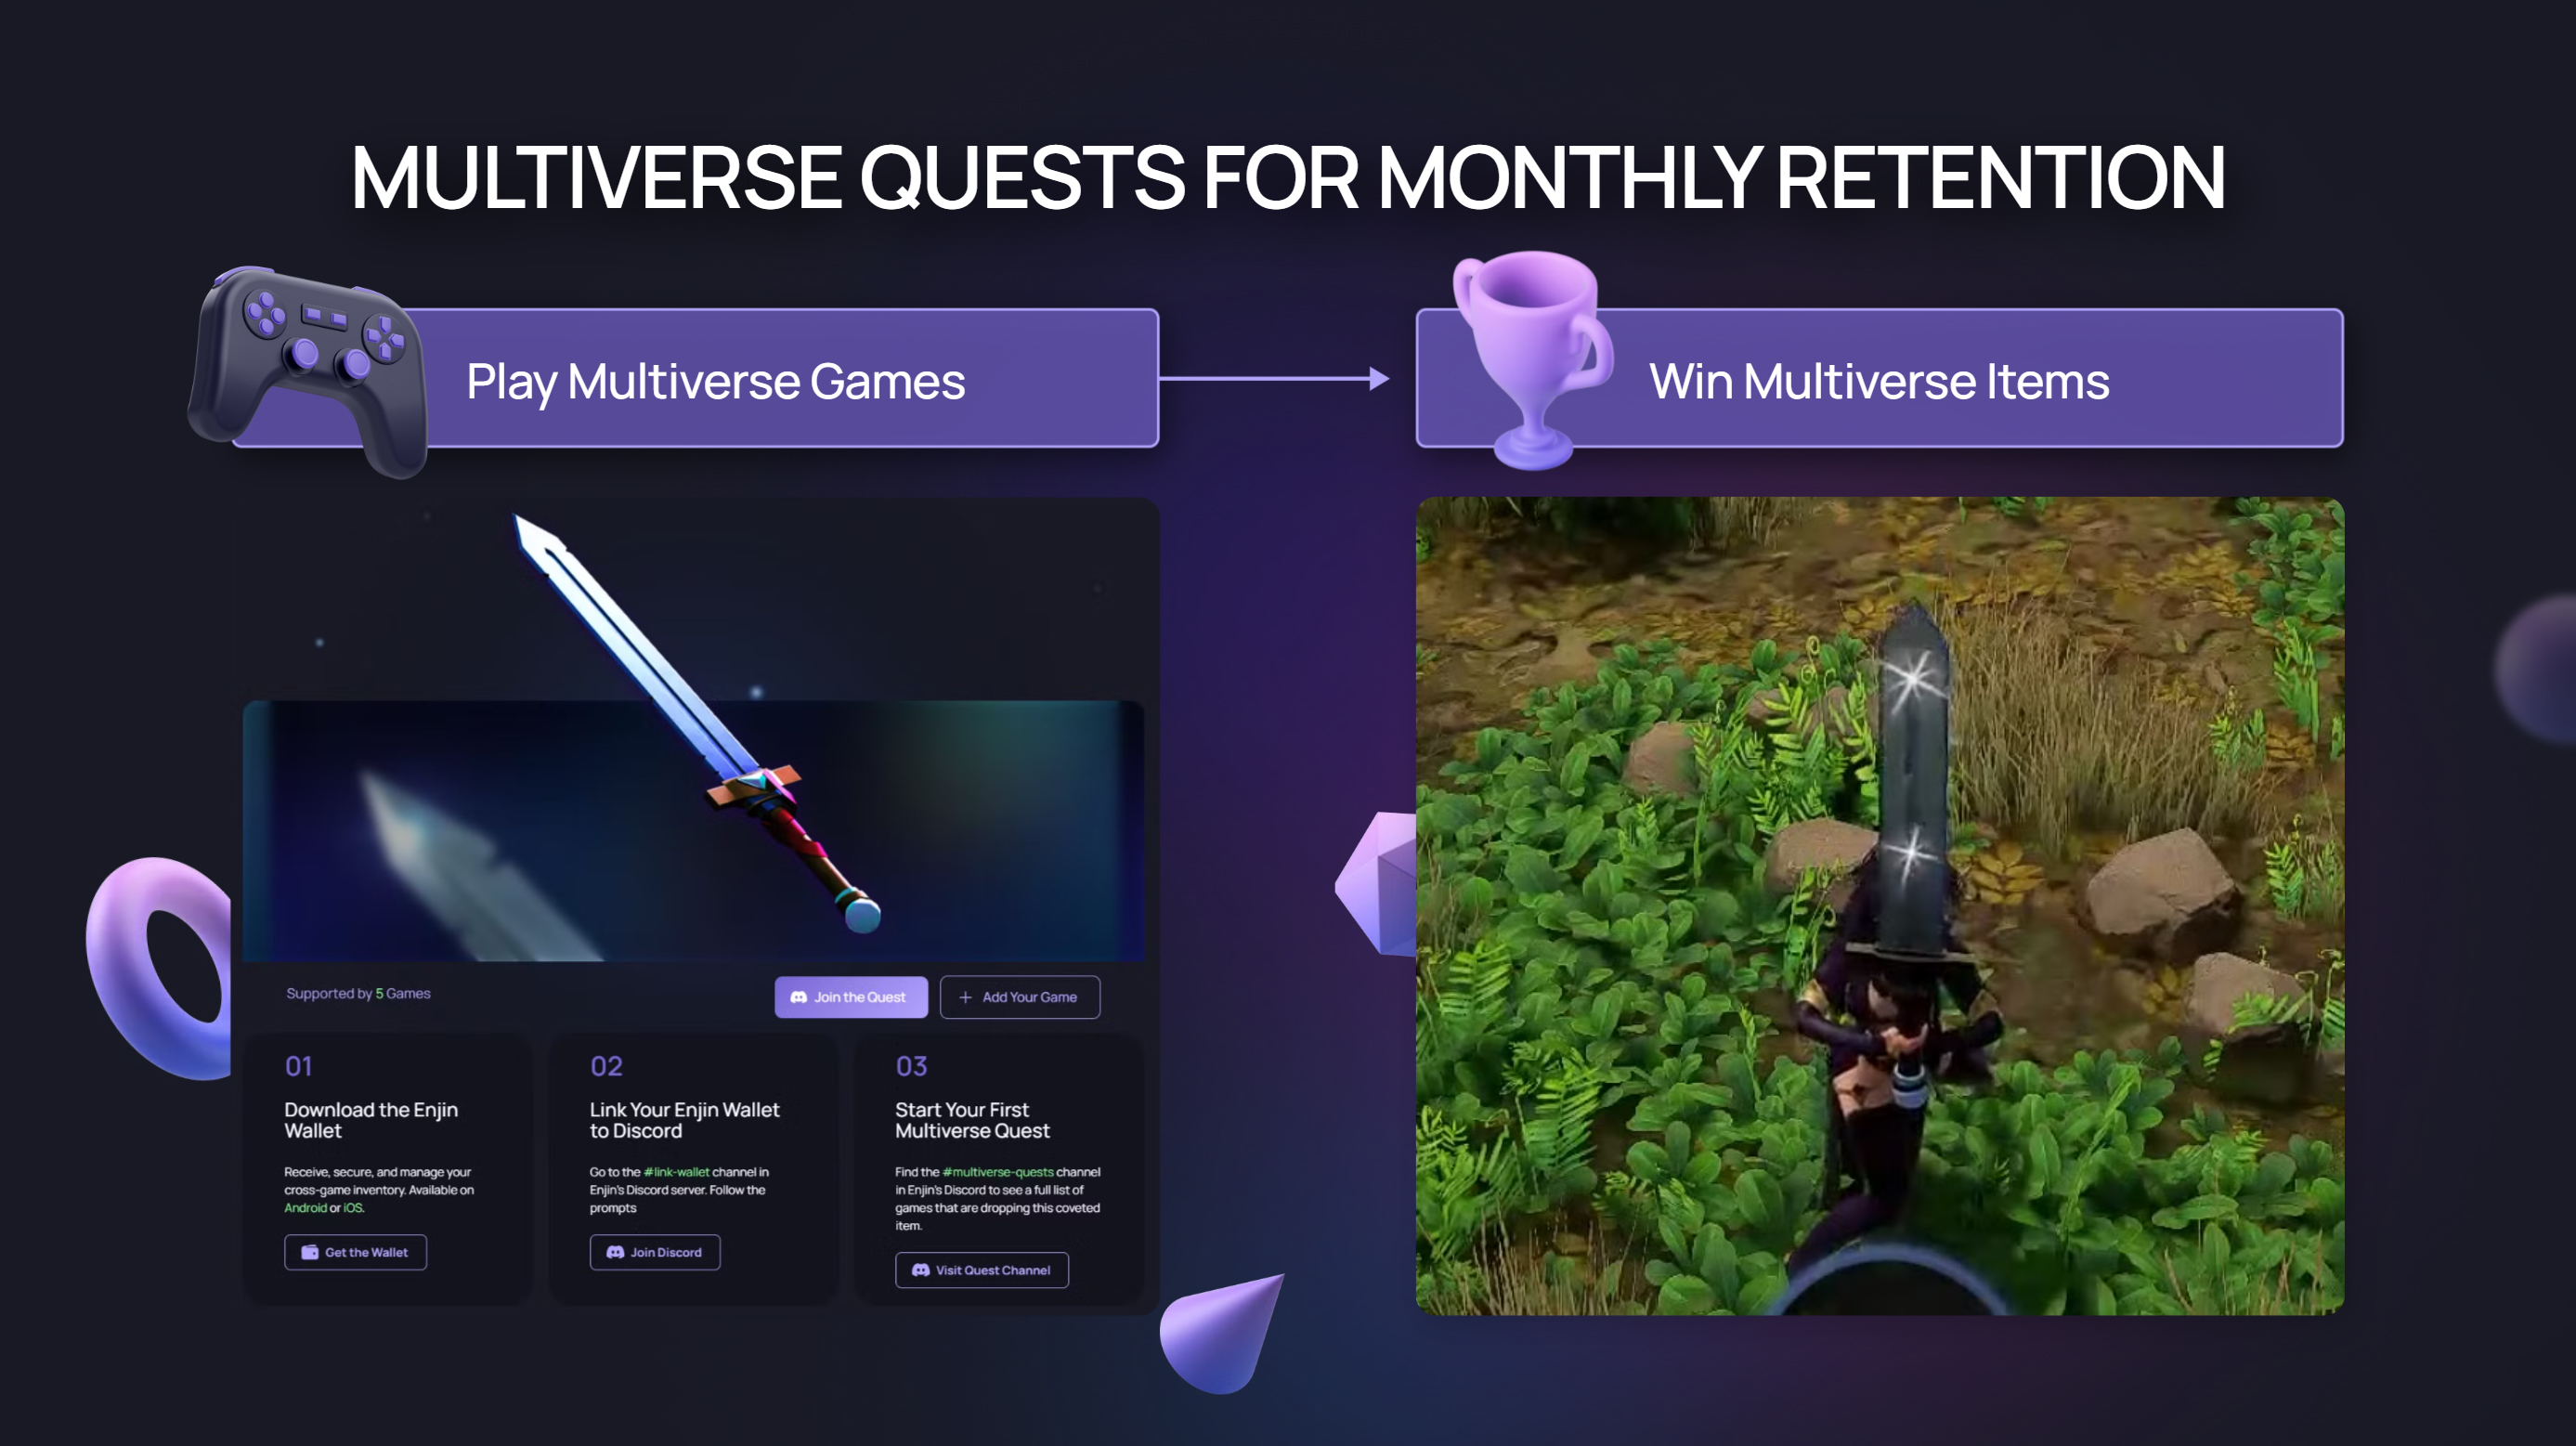 MULTIVERSE QUESTS FOR MONTHLY RETENTION
Play Multiverse Games
Win Multiverse Items
Supported by 5 Games
Join the Quest
+ Add Your Game
01
Download the Enjin
Wallet
Receive, secure, and manage your
cross-game inventory. Available on
Android or iOS.
Get the Wallet
02
Link Your Enjin Wallet
to Discord
Go to the #link-wallet channel in
Enjin's Discord server. Follow the
prompts
Join Discord
03
Start Your First
Multiverse Quest
Find the #multiverse-quests channel
in Enjin's Discord to see a full list of
games that are dropping this coveted
item.
Visit Quest Channel